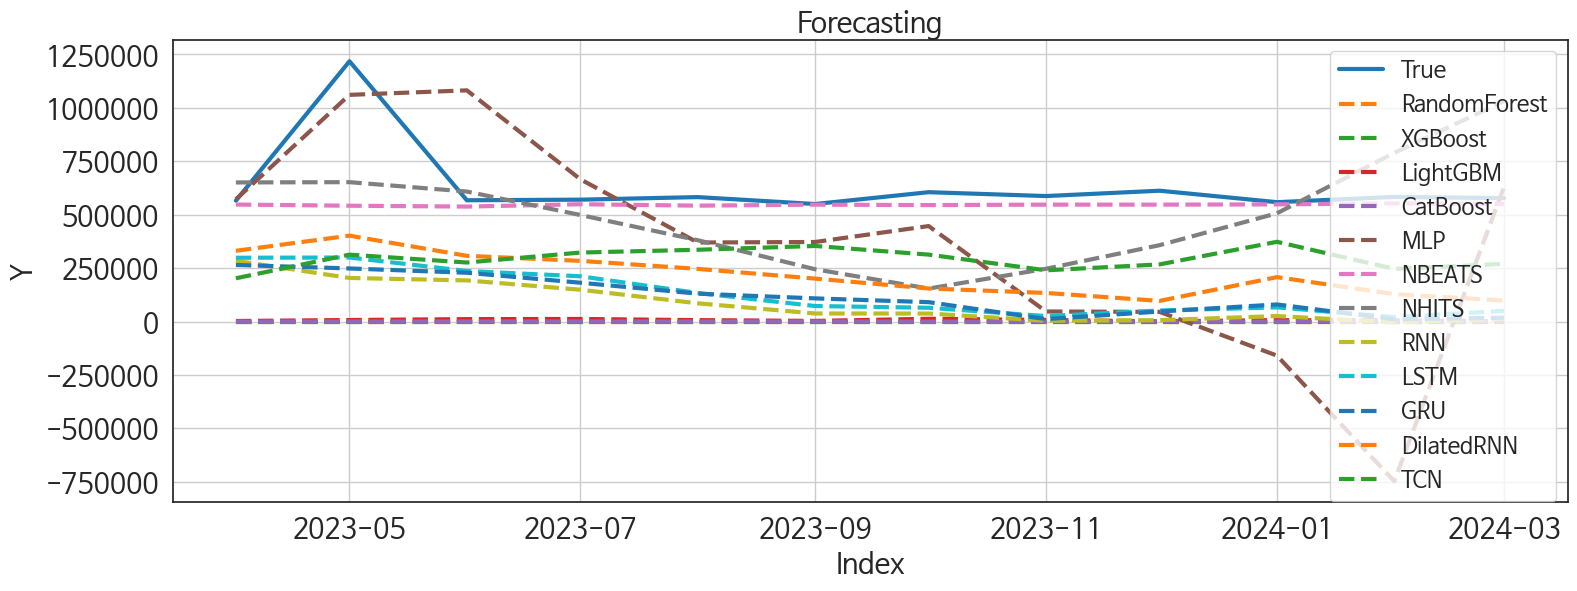 Forecasting
Y
1250000
1000000
750000
500000
250000
0
−250000
−500000
−750000
2023−05
2023−07
2023−09
2023−11
2024−01
2024−03
Index
True
RandomForest
XGBoost
LightGBM
CatBoost
MLP
NBEATS
NHITS
RNN
LSTM
GRU
DilatedRNN
TCN